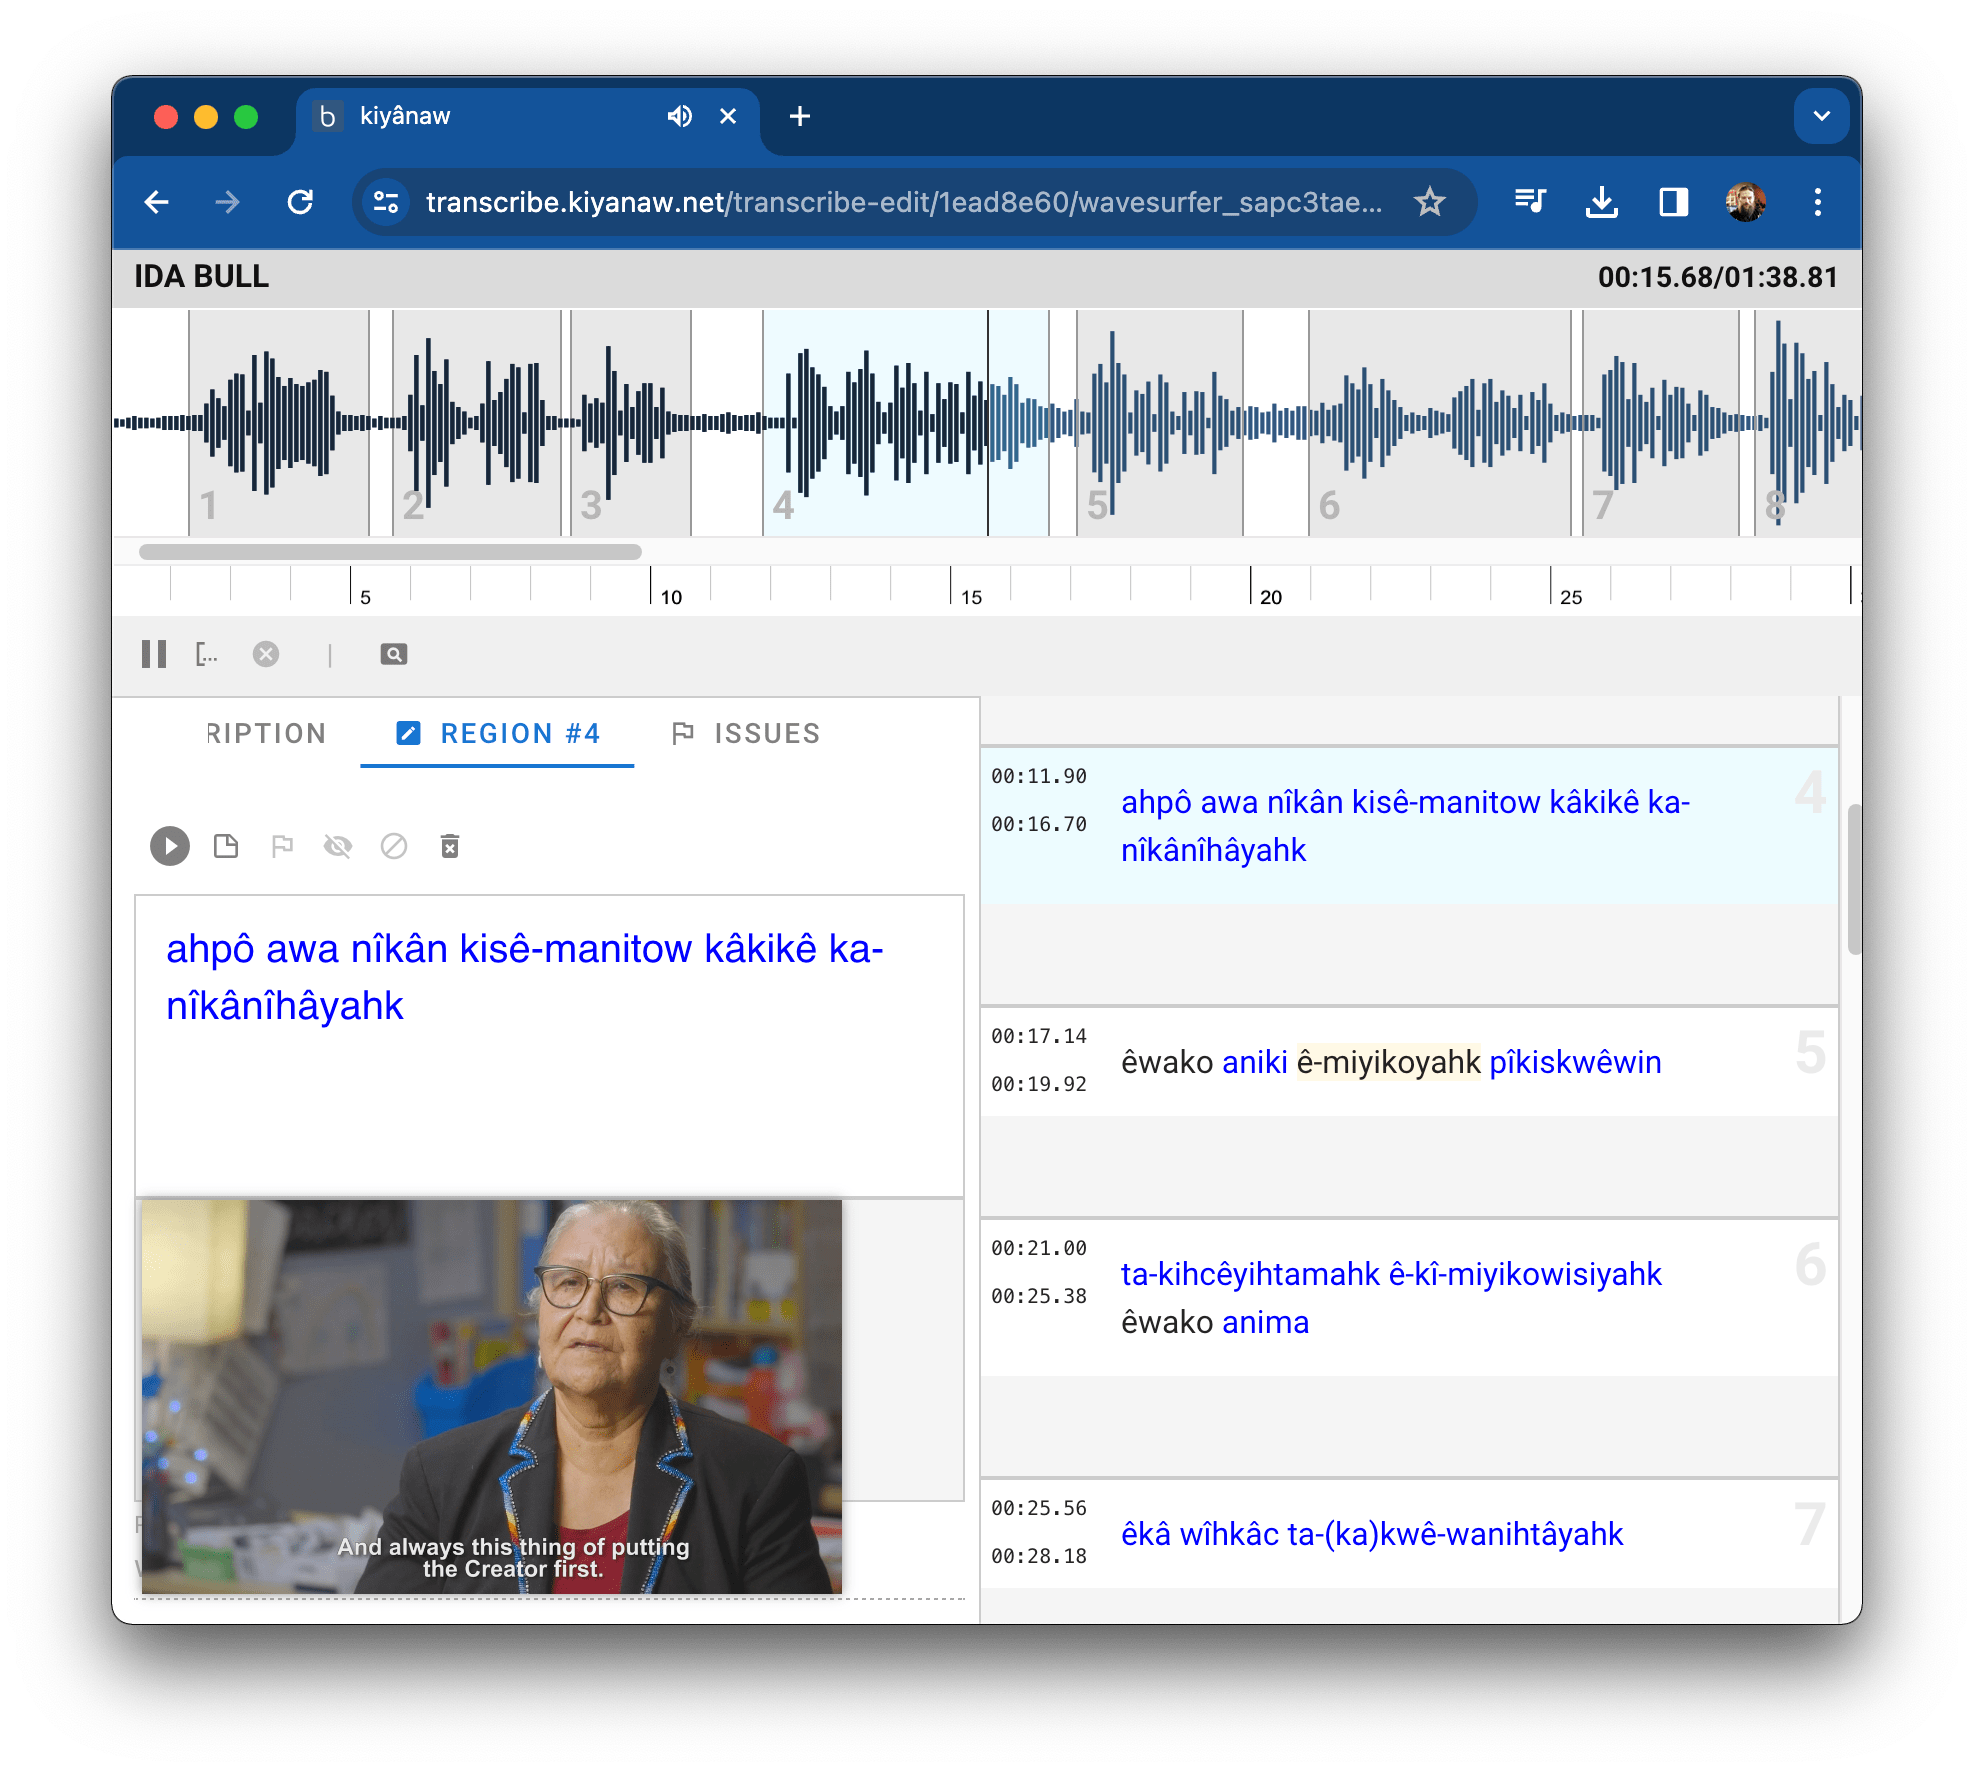 kiyânaw
transcribe.kiyanaw.net/transcribe-edit/1ead8e60/wavesurfer_sapc3tae...
IDA BULL
00:15.68/01:38.81
1
2
3
4
5
6
7
8
5
10
15
20
25
[...
RIPTION
REGION #4
ISSUES
ahpô awa nîkân kisê-manitow kâkikê ka-
nîkânîhâyahk
And always this thing of putting
the Creator first.
00:11.90
00:16.70
ahpô awa nîkân kisê-manitow kâkikê ka-
nîkânîhâyahk
4
00:17.14
00:19.92
êwako aniki ê-miyikoyahk pîkiskwêwin
5
00:21.00
00:25.38
ta-kihcêyihtamahk ê-kî-miyikowisiyahk
êwako anima
6
00:25.56
00:28.18
êkâ wîhkâc ta-(ka)kwê-wanihtâyahk
7